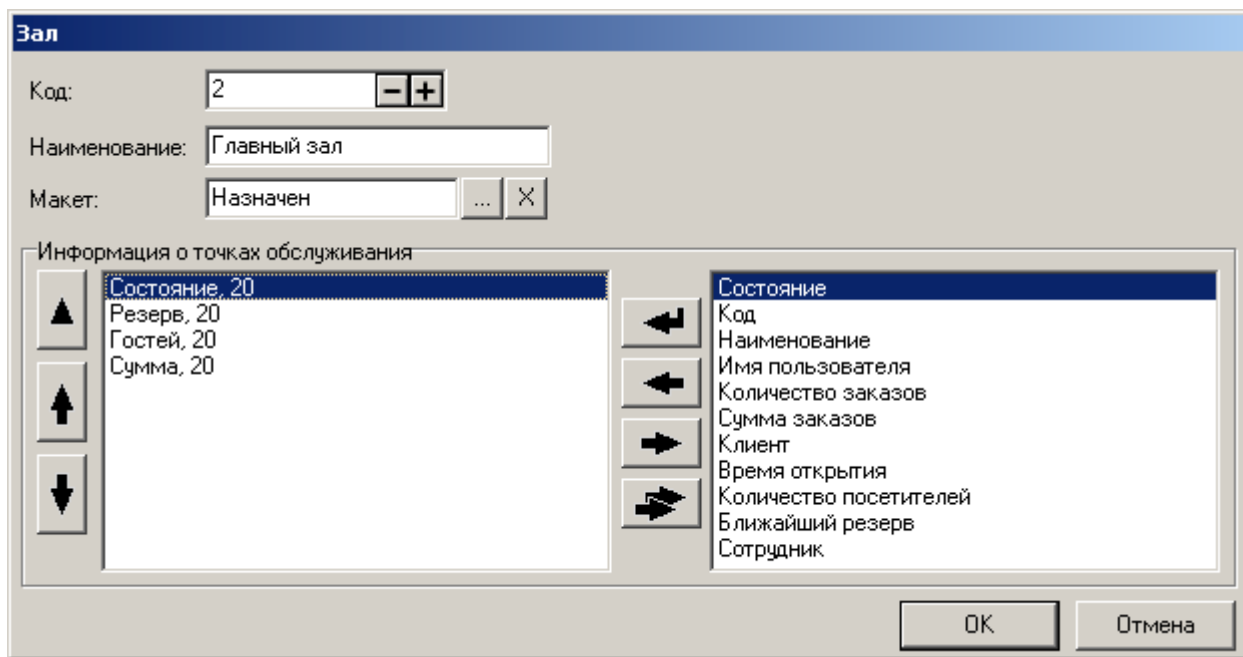 Зал
Код: 2
Наименование: Главный зал
Макет: Назначен ... X
Информация о точках обслуживания
Состояние, 20
Резерв, 20
Гостей, 20
Сумма, 20
Состояние
Код
Наименование
Имя пользователя
Количество заказов
Сумма заказов
Клиент
Время открытия
Количество посетителей
Ближайший резерв
Сотрудник
OK Отмена